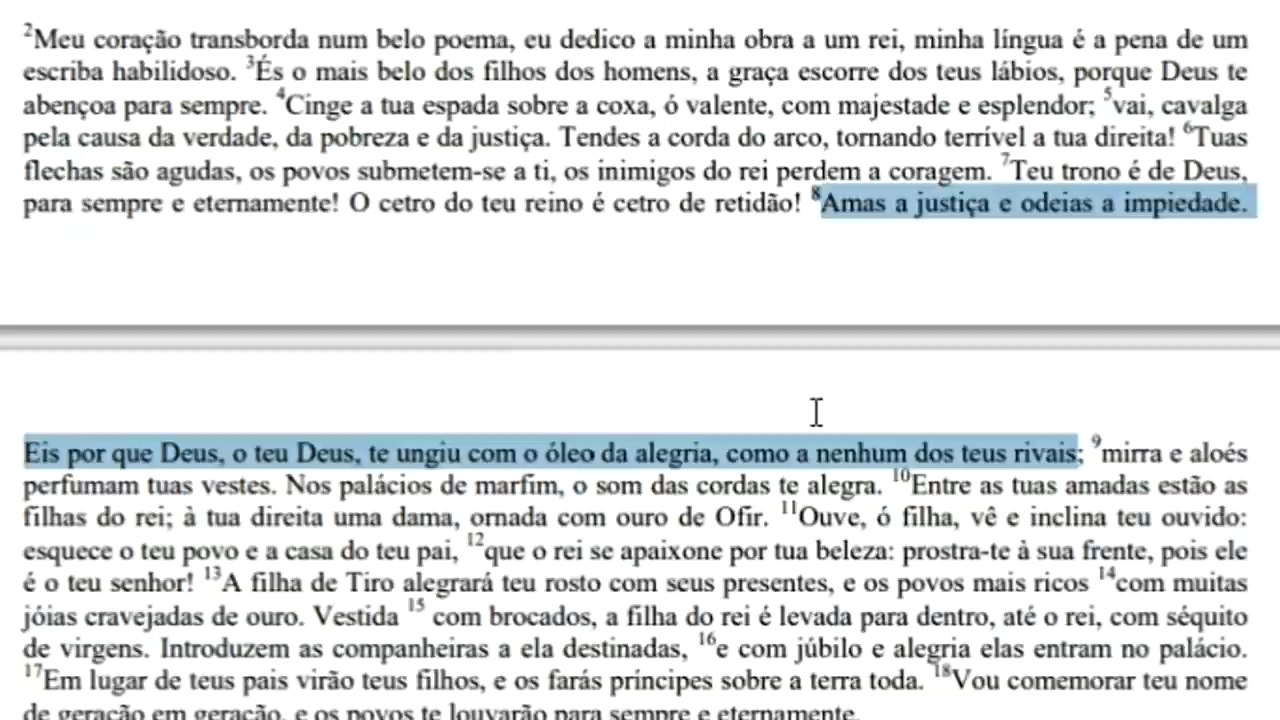 ²Meu coração transborda num belo poema, eu dedico a minha obra a um rei, minha língua é a pena de um
escriba habilidoso. ³És o mais belo dos filhos dos homens, a graça escorre dos teus lábios, porque Deus te
abençoa para sempre. ⁴Cinge a tua espada sobre a coxa, ó valente, com majestade e esplendor; ⁵vai, cavalga
pela causa da verdade, da pobreza e da justiça. Tendes a corda do arco, tornando terrível a tua direita! ⁶Tuas
flechas são agudas, os povos submetem-se a ti, os inimigos do rei perdem a coragem. ⁷Teu trono é de Deus,
para sempre e eternamente! O cetro do teu reino é cetro de retidão! ⁸Amas a justiça e odeias a impiedade.
Eis por que Deus, o teu Deus, te ungiu com o óleo da alegria, como a nenhum dos teus rivais; ⁹mirra e aloés
perfumam tuas vestes. Nos palácios de marfim, o som das cordas te alegra. ¹⁰Entre as tuas amadas estão as
filhas do rei; à tua direita uma dama, ornada com ouro de Ofir. ¹¹Ouve, ó filha, vê e inclina teu ouvido:
esquece o teu povo e a casa do teu pai, ¹²que o rei se apaixone por tua beleza: prostra-te à sua frente, pois ele
é o teu senhor! ¹³A filha de Tiro alegrará teu rosto com seus presentes, e os povos mais ricos ¹⁴com muitas
jóias cravejadas de ouro. Vestida ¹⁵ com brocados, a filha do rei é levada para dentro, até o rei, com séquito
de virgens. Introduzem as companheiras a ela destinadas, ¹⁶e com júbilo e alegria elas entram no palácio.
¹⁷Em lugar de teus pais virão teus filhos, e os farás príncipes sobre a terra toda. ¹⁸Vou comemorar teu nome
de geração em geração, e os povos te louvarão para sempre e eternamente.